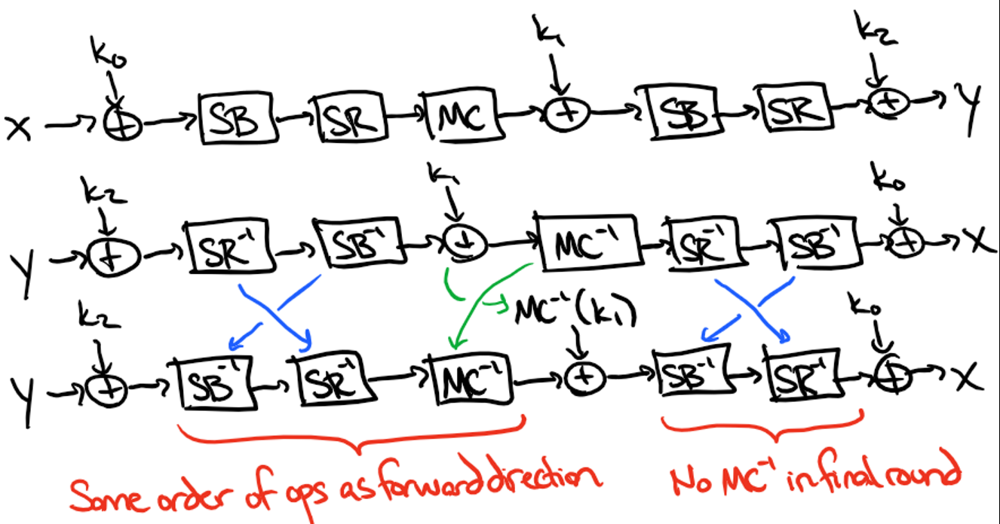 k₀ k₁ k₂
X → ⊕ → SB → SR → MC → ⊕ → SB → SR → ⊕ → Y
k₂ k₁ k₀
Y → ⊕ → SR⁻¹ → SB⁻¹ → ⊕ → MC⁻¹ → SR⁻¹ → SB⁻¹ → ⊕ → X
k₂ MC⁻¹(k₁) k₀
Y → ⊕ → SB⁻¹ → SR⁻¹ → MC⁻¹ → ⊕ → SB⁻¹ → SR⁻¹ → ⊕ → X
Same order of ops as forward direction No MC⁻¹ in final round